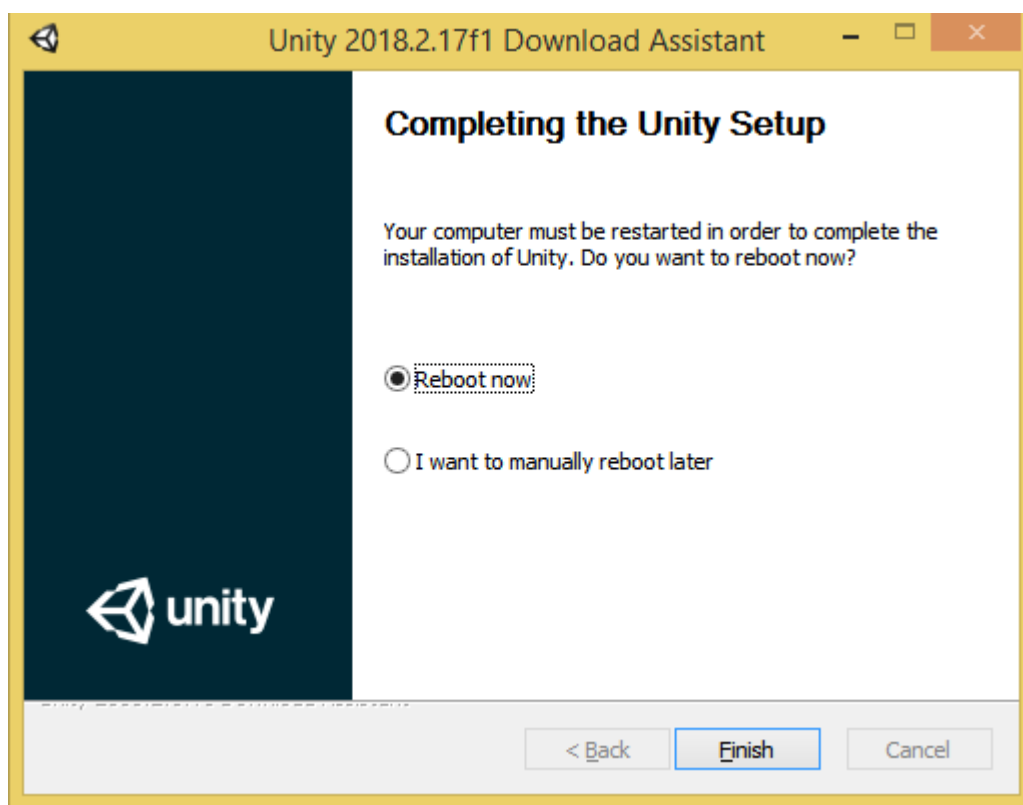 Unity 2018.2.17f1 Download Assistant
Completing the Unity Setup
Your computer must be restarted in order to complete the
installation of Unity. Do you want to reboot now?
Reboot now
I want to manually reboot later
unity
< Back
Finish
Cancel